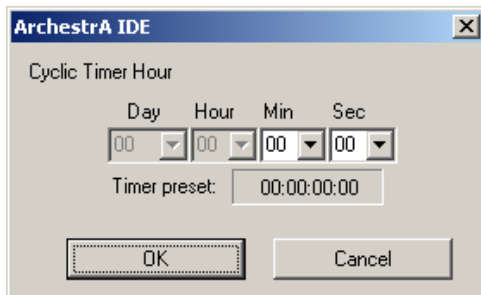 ArchestrA IDE
Cyclic Timer Hour
Day Hour Min Sec
00 00 00 00
Timer preset: 00:00:00:00
OK Cancel